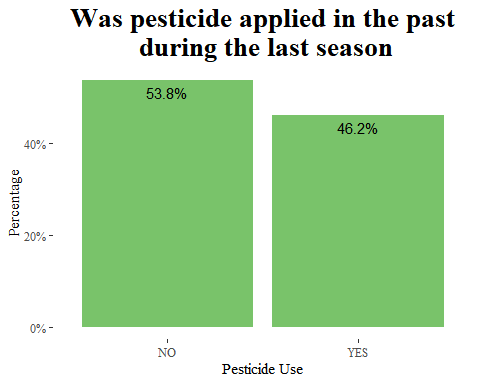 Was pesticide applied in the past
during the last season
53.8%
46.2%
40%
20%
0%
Percentage
NO
YES
Pesticide Use